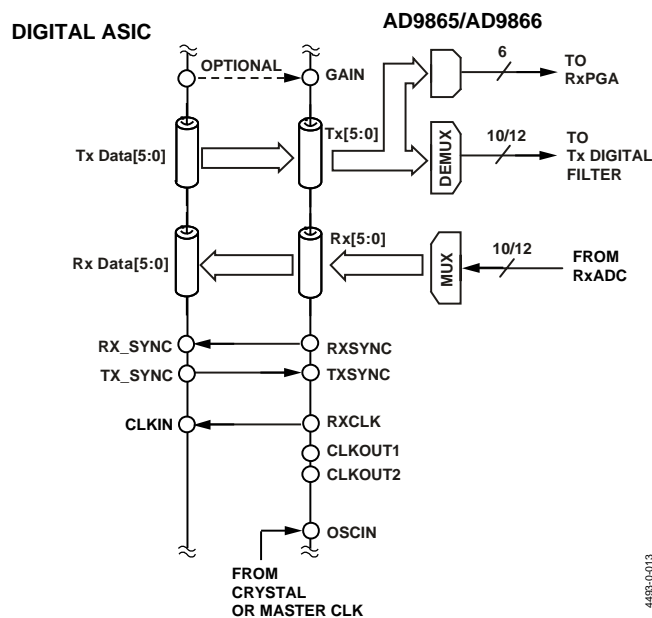 DIGITAL ASIC
AD9865/AD9866
OPTIONAL
GAIN
6
TO
RxPGA
Tx Data[5:0]
Tx[5:0]
DEMUX
10/12
TO
Tx DIGITAL
FILTER
Rx Data[5:0]
Rx[5:0]
MUX
10/12
FROM
RxADC
RX_SYNC
RXSYNC
TX_SYNC
TXSYNC
CLKIN
RXCLK
CLKOUT1
CLKOUT2
OSCIN
FROM
CRYSTAL
OR MASTER CLK
4493-0-013